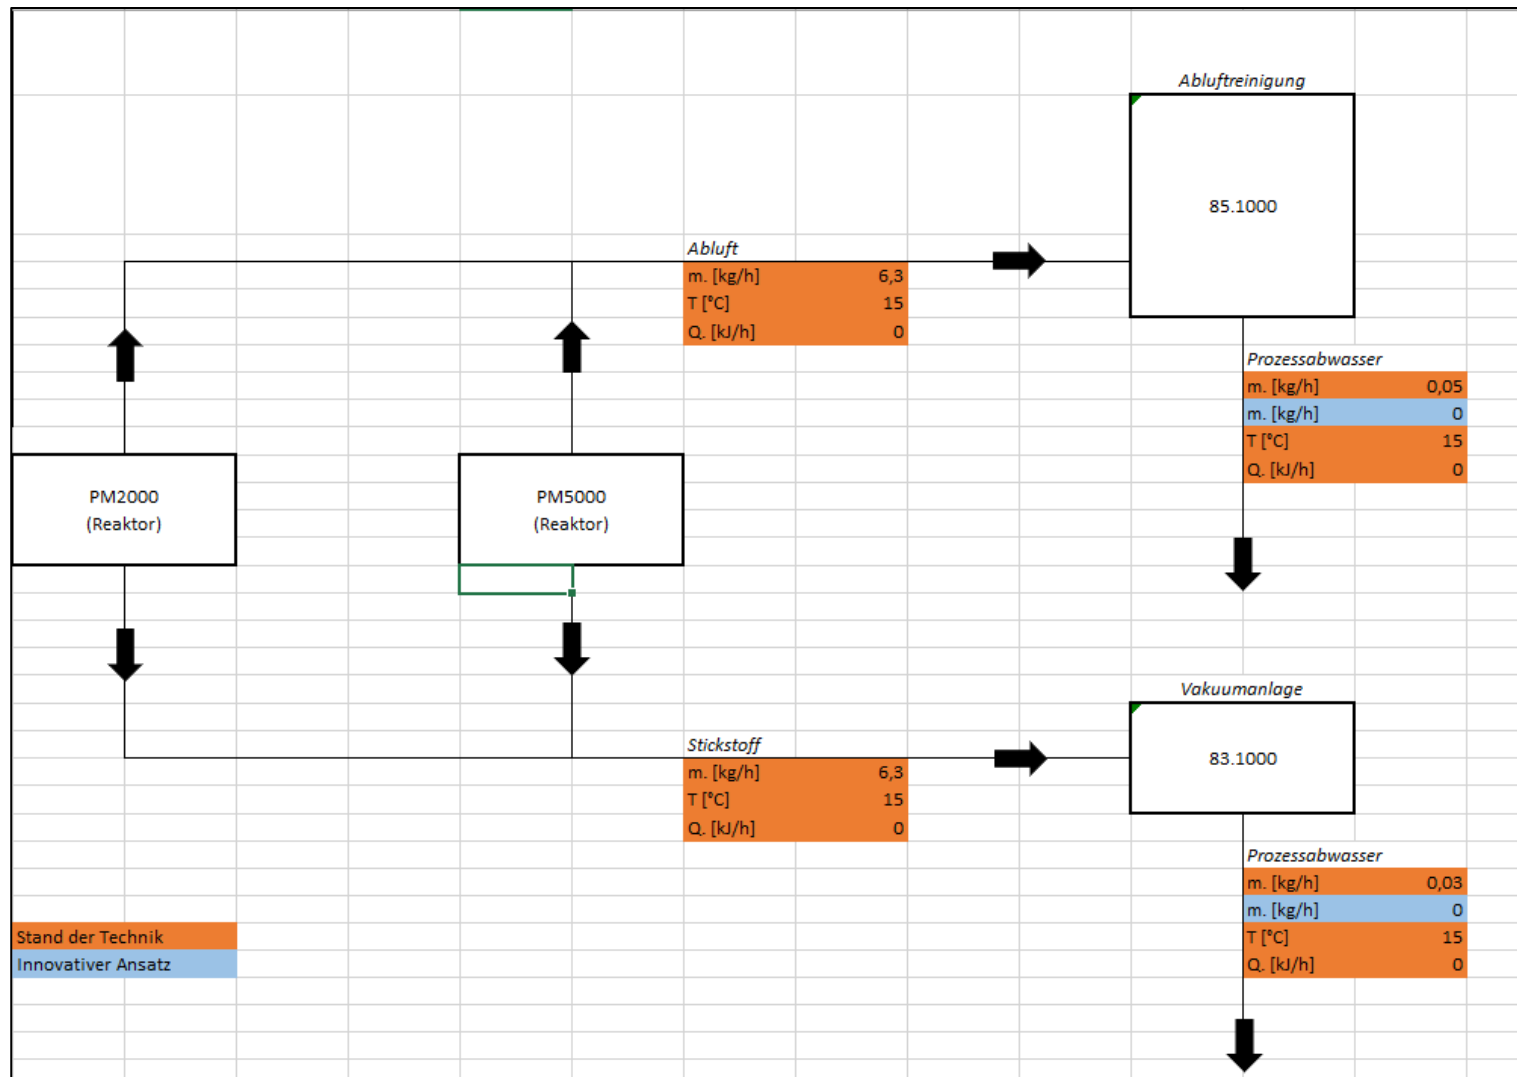 Abluftreinigung
85.1000
Abluft
m. [kg/h] 6,3
T [°C] 15
Q. [kJ/h] 0
Prozessabwasser
m. [kg/h] 0,05
m. [kg/h] 0
T [°C] 15
Q. [kJ/h] 0
PM2000
(Reaktor)
PM5000
(Reaktor)
Vakuumanlage
83.1000
Stickstoff
m. [kg/h] 6,3
T [°C] 15
Q. [kJ/h] 0
Prozessabwasser
m. [kg/h] 0,03
m. [kg/h] 0
T [°C] 15
Q. [kJ/h] 0
Stand der Technik
Innovativer Ansatz